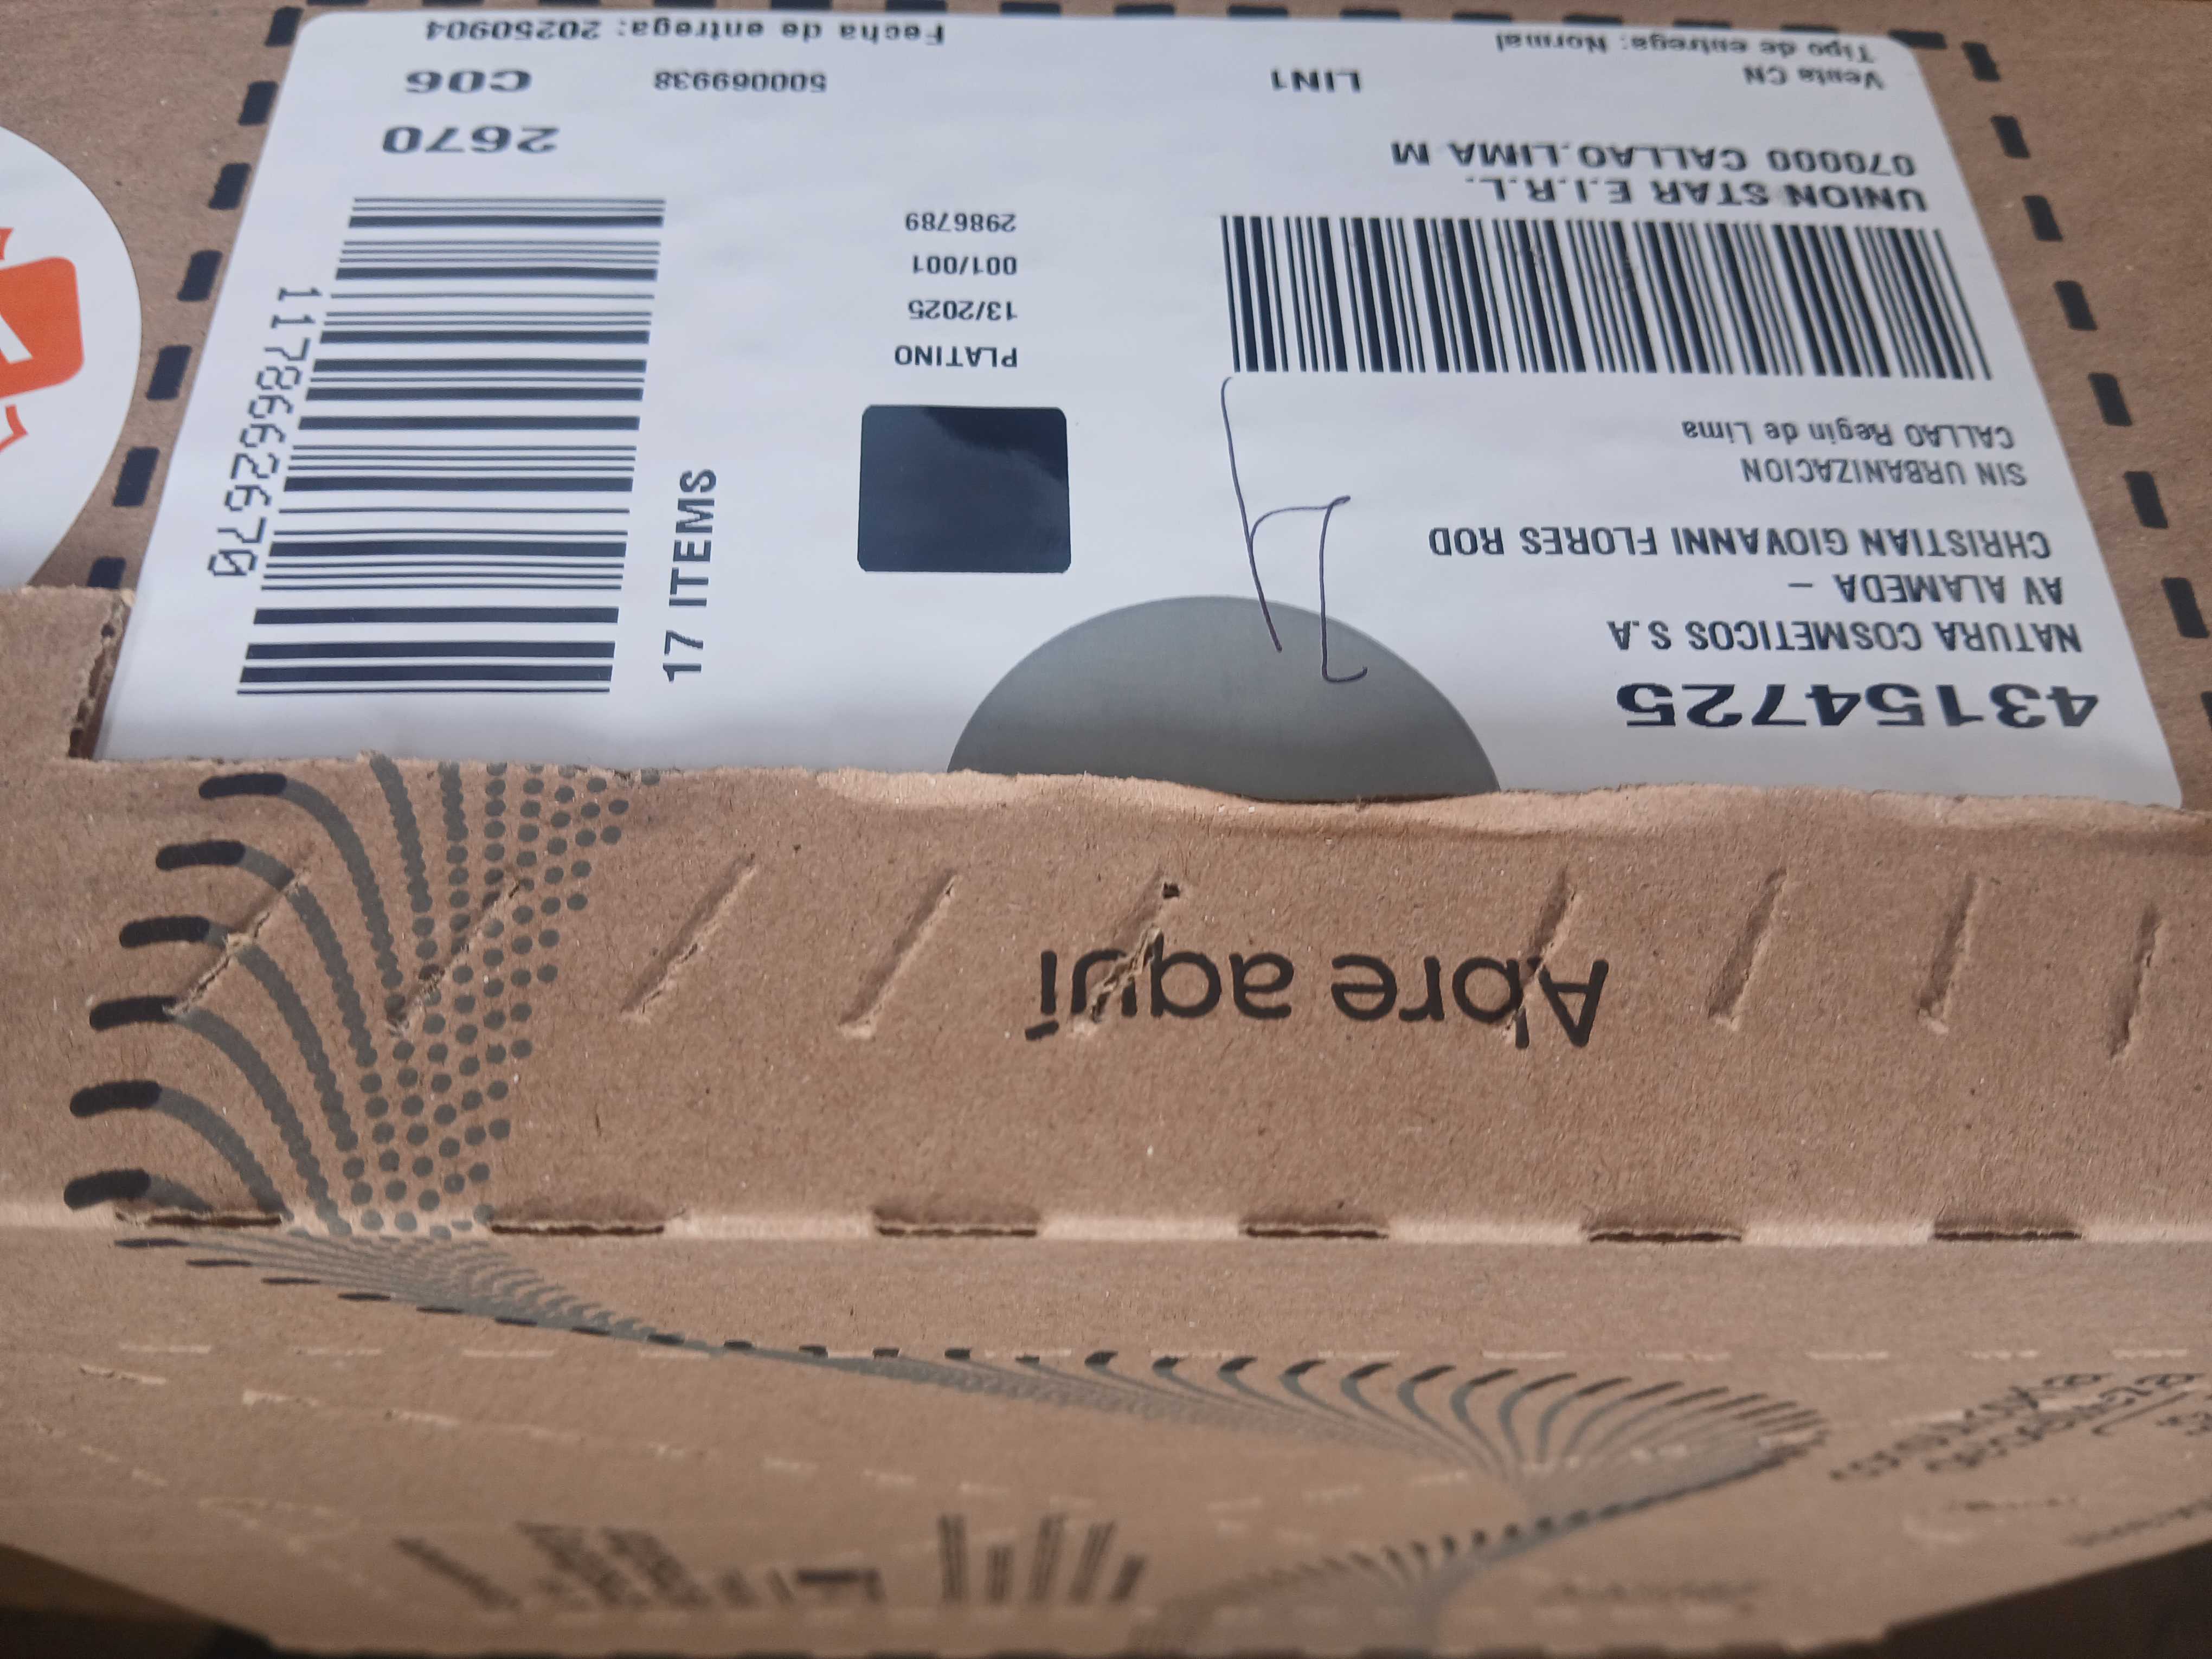 43154725
NATURA COSMETICOS S.A
AV ALAMEDA -
CHRISTIAN GIOVANNI FLORES ROD
SIN URBANIZACION
CALLAO Regin de Lima
UNION STAR E.I.R.L.
070000 CALLAO.LIMA M
Venta CN
LIN1
Tipo de entrega: Normal
PLATINO
13/2025
001/001
2986789
17 ITEMS
1178662670
2670
500069938
C06
Fecha de entrega: 20250904
Abre aquí